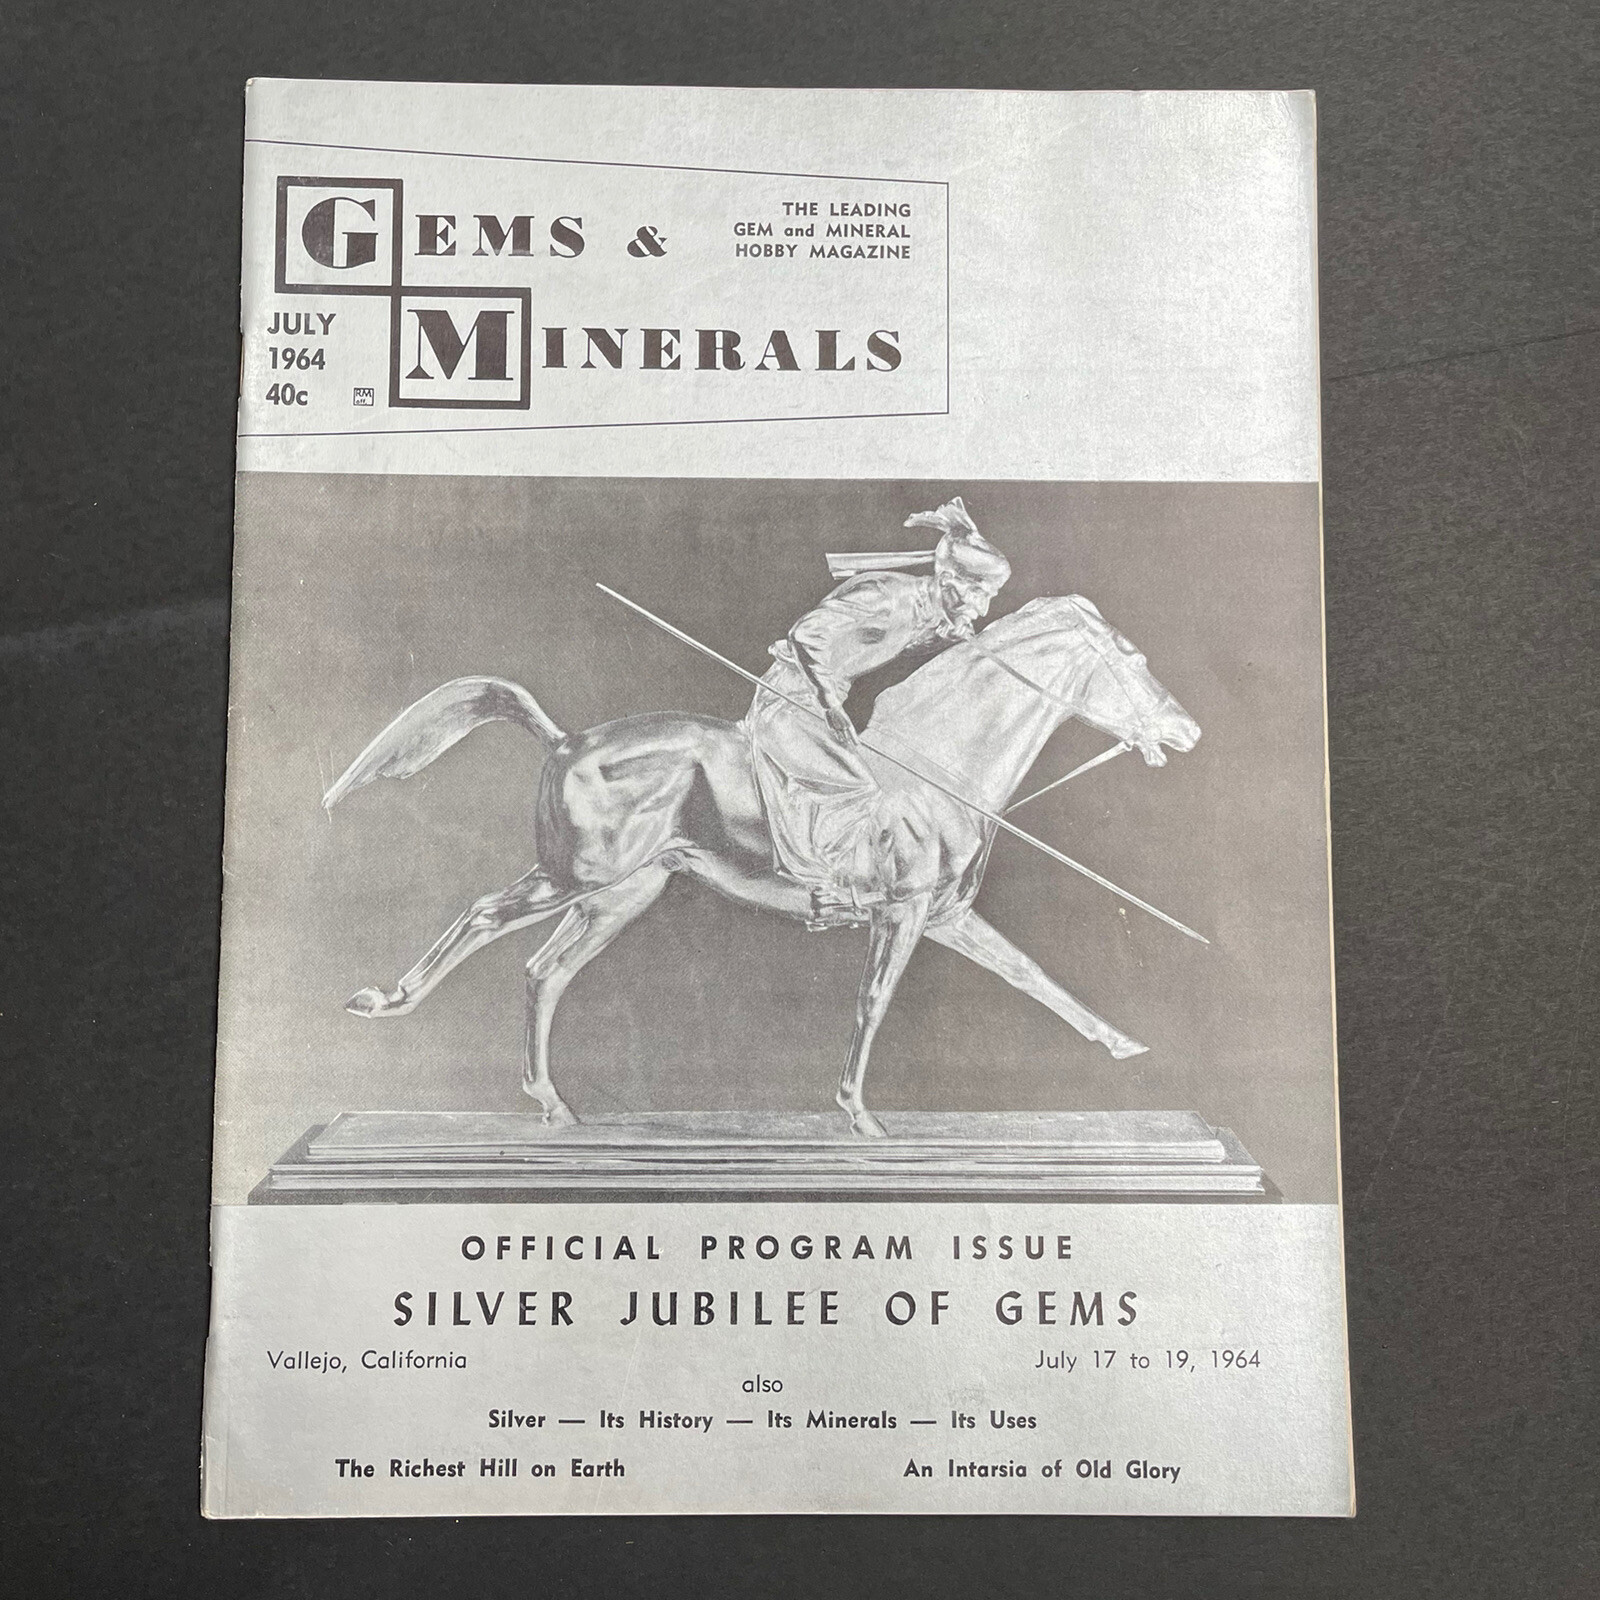 GEMS &
MINERALS
THE LEADING
GEM and MINERAL
HOBBY MAGAZINE
JULY
1964
40c
RM
OFFICIAL PROGRAM ISSUE
SILVER JUBILEE OF GEMS
Vallejo, California
July 17 to 19, 1964
also
Silver — Its History — Its Minerals — Its Uses
The Richest Hill on Earth
An Intarsia of Old Glory